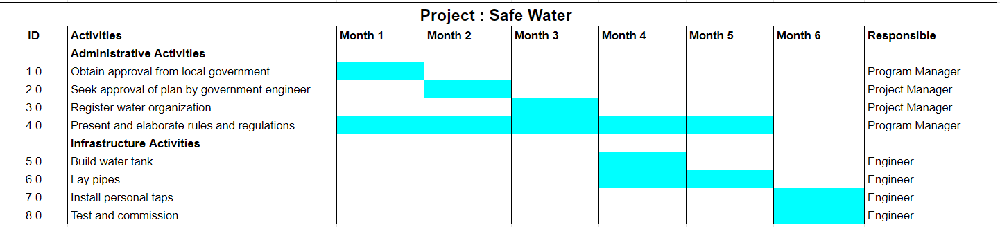 Project : Safe Water
ID Activities Month 1 Month 2 Month 3 Month 4 Month 5 Month 6 Responsible
Administrative Activities
1.0 Obtain approval from local government Program Manager
2.0 Seek approval of plan by government engineer Project Manager
3.0 Register water organization Project Manager
4.0 Present and elaborate rules and regulations Program Manager
Infrastructure Activities
5.0 Build water tank Engineer
6.0 Lay pipes Engineer
7.0 Install personal taps Engineer
8.0 Test and commission Engineer